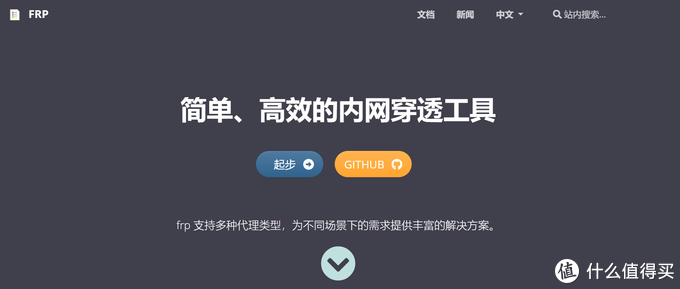 FRP 文档 新闻 中文 站内搜索...
简单、高效的内网穿透工具
起步 GITHUB
frp 支持多种代理类型，为不同场景下的需求提供丰富的解决方案。
值 什么值得买